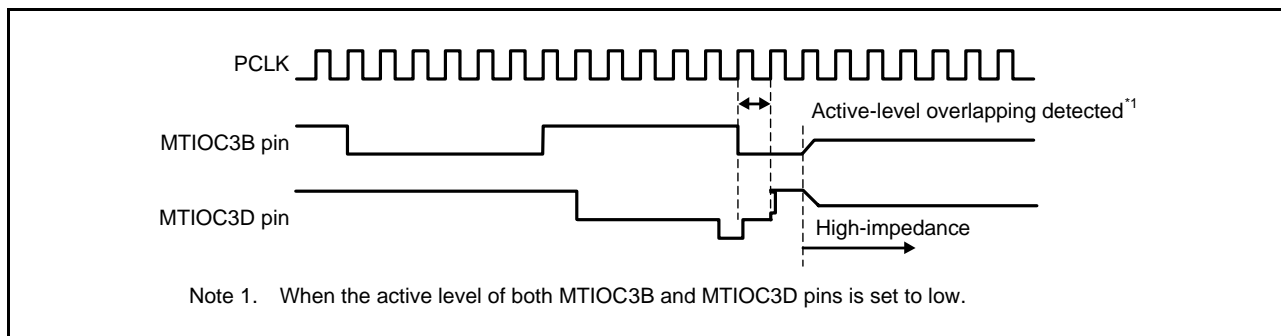 PCLK
Active-level overlapping detected*1
MTIOC3B pin
MTIOC3D pin
High-impedance
Note 1. When the active level of both MTIOC3B and MTIOC3D pins is set to low.